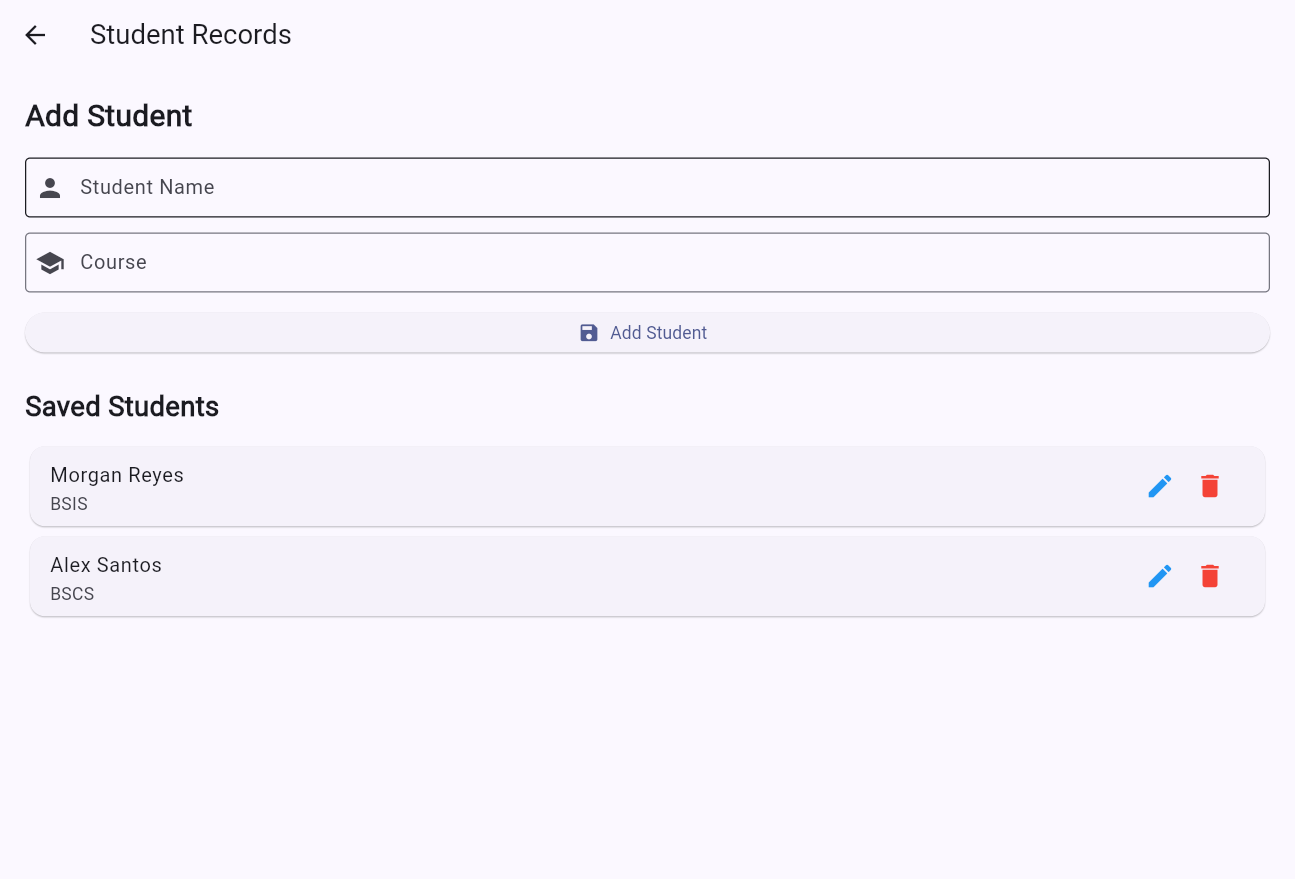 Student Records
Add Student
Student Name
Course
Add Student
Saved Students
Morgan Reyes
BSIS
Alex Santos
BSCS